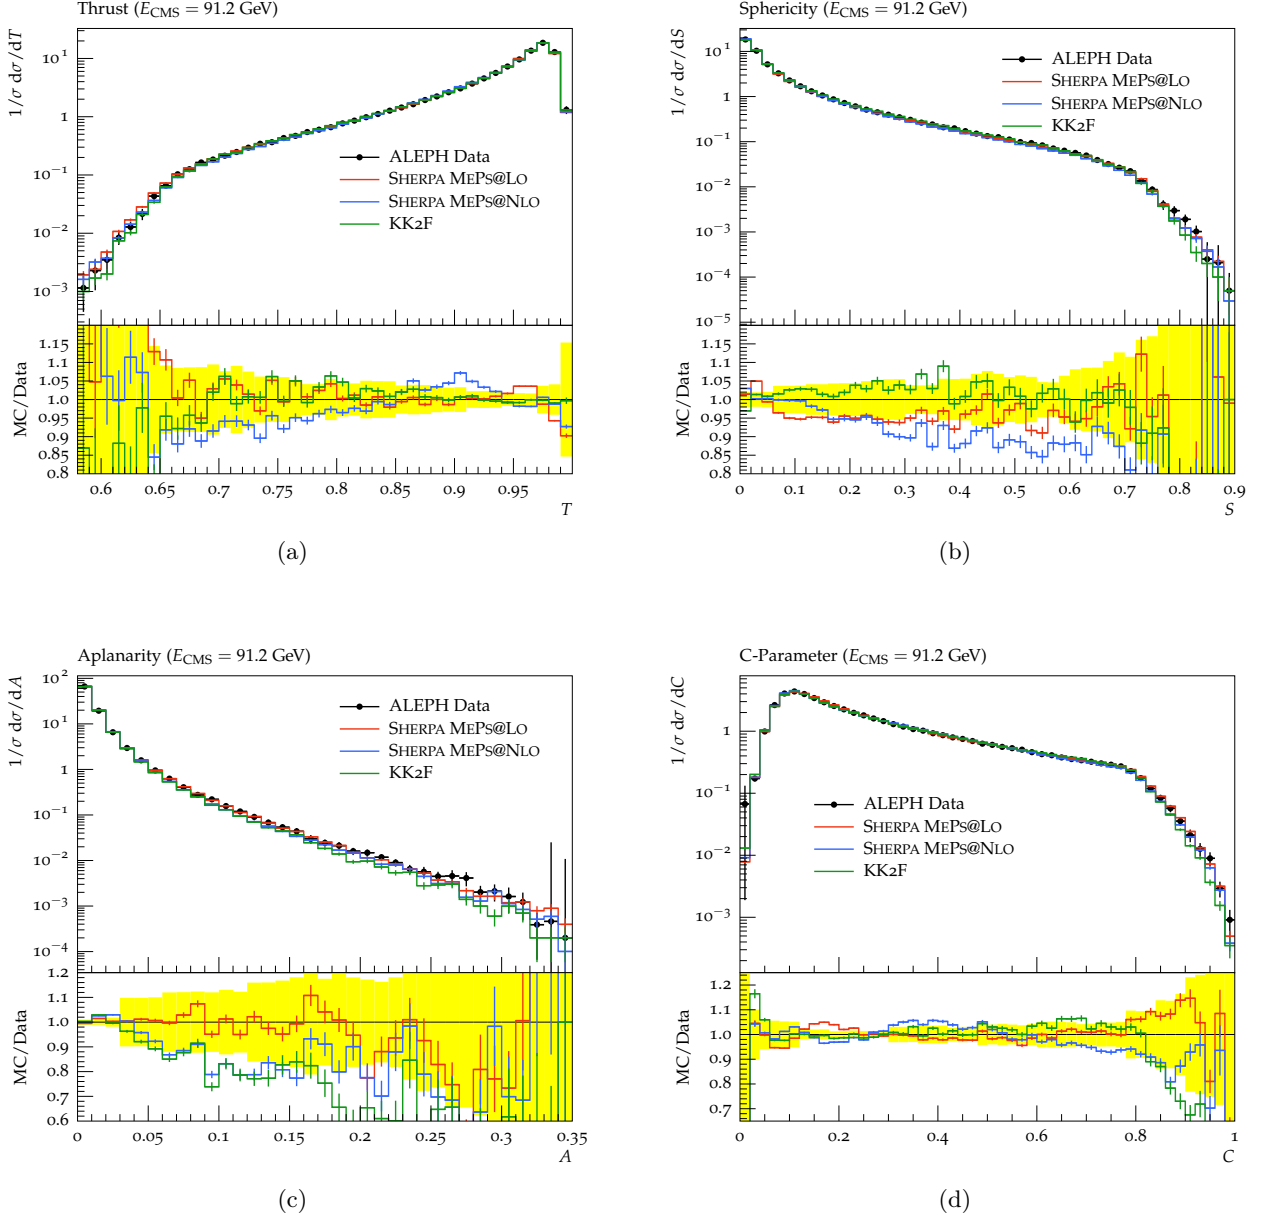 Thrust (E_CMS = 91.2 GeV)
1/σ dσ/dT
10^1
1
10^−1
10^−2
10^−3
ALEPH Data
SHERPA MEPS@LO
SHERPA MEPS@NLO
KK2F
MC/Data
1.15
1.1
1.05
1.0
0.95
0.9
0.85
0.8
0.6 0.65 0.7 0.75 0.8 0.85 0.9 0.95
T
(a)
Sphericity (E_CMS = 91.2 GeV)
1/σ dσ/dS
10^1
1
10^−1
10^−2
10^−3
10^−4
10^−5
ALEPH Data
SHERPA MEPS@LO
SHERPA MEPS@NLO
KK2F
MC/Data
1.15
1.1
1.05
1.0
0.95
0.9
0.85
0.8
0 0.1 0.2 0.3 0.4 0.5 0.6 0.7 0.8 0.9
S
(b)
Aplanarity (E_CMS = 91.2 GeV)
1/σ dσ/dA
10^2
10^1
1
10^−1
10^−2
10^−3
10^−4
ALEPH Data
SHERPA MEPS@LO
SHERPA MEPS@NLO
KK2F
MC/Data
1.2
1.1
1.0
0.9
0.8
0.7
0.6
0 0.05 0.1 0.15 0.2 0.25 0.3 0.35
A
(c)
C-Parameter (E_CMS = 91.2 GeV)
1/σ dσ/dC
1
10^−1
10^−2
10^−3
ALEPH Data
SHERPA MEPS@LO
SHERPA MEPS@NLO
KK2F
MC/Data
1.2
1.1
1.0
0.9
0.8
0.7
0 0.2 0.4 0.6 0.8 1
C
(d)